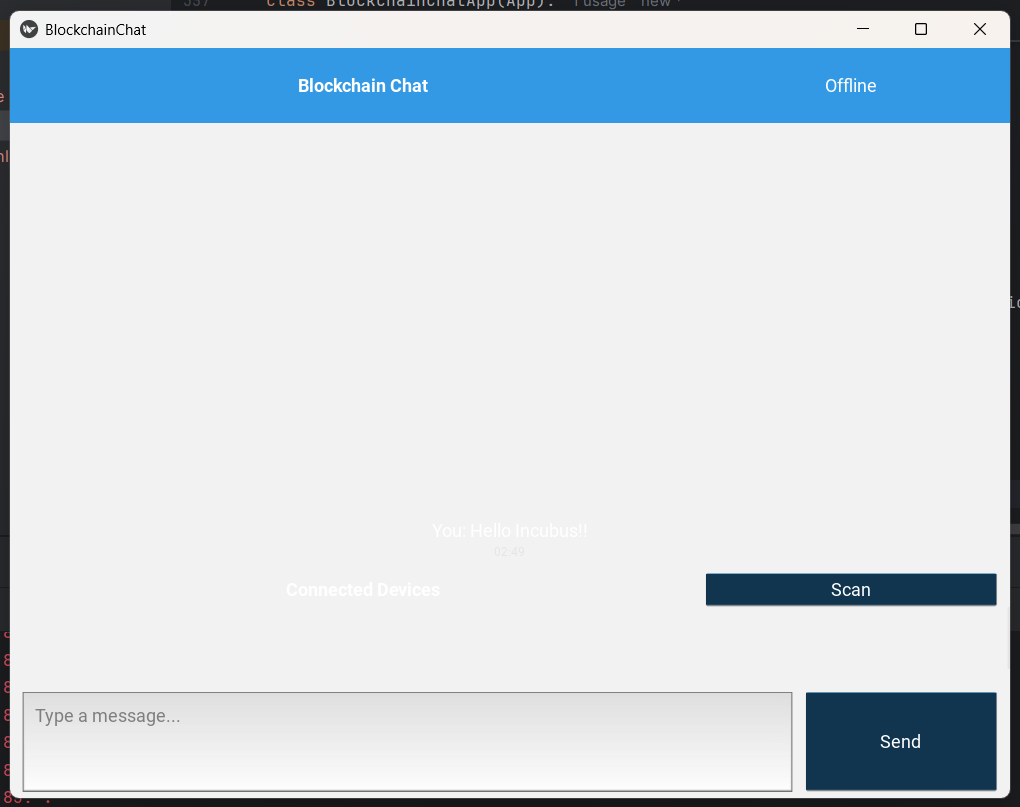 class BlockchainChatApp(App): 1 usage new *
BlockchainChat
Blockchain Chat
Offline
You: Hello Incubus!!
02:49
Connected Devices
Scan
Type a message...
Send